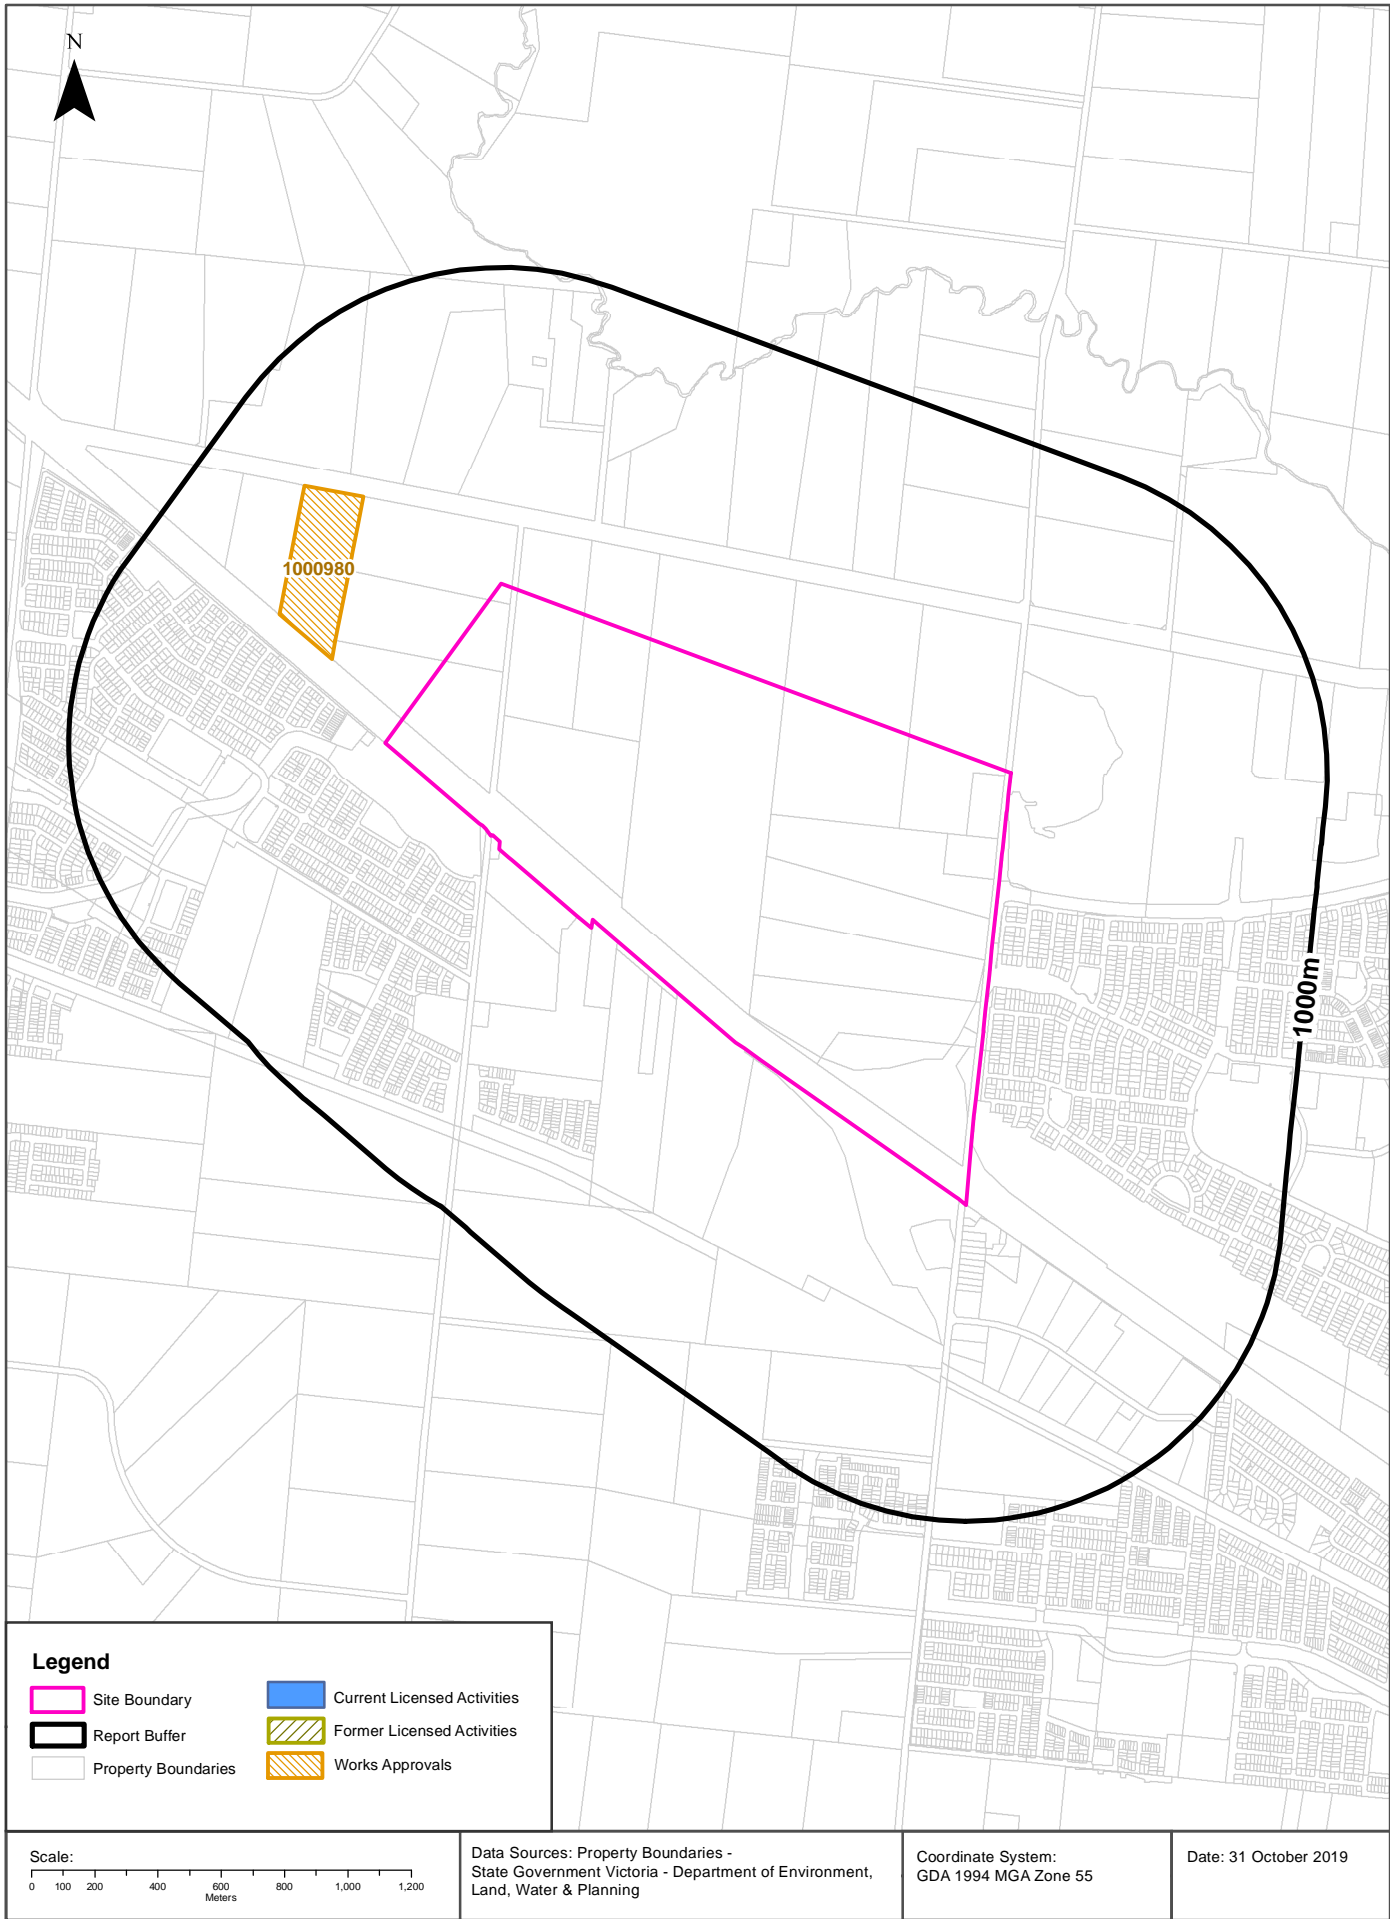 N
1000980
1000m
Legend
Site Boundary
Report Buffer
Property Boundaries
Current Licensed Activities
Former Licensed Activities
Works Approvals
Scale:
0 100 200 400 600 800 1,000 1,200
Meters
Data Sources: Property Boundaries -
State Government Victoria - Department of Environment,
Land, Water & Planning
Coordinate System:
GDA 1994 MGA Zone 55
Date: 31 October 2019